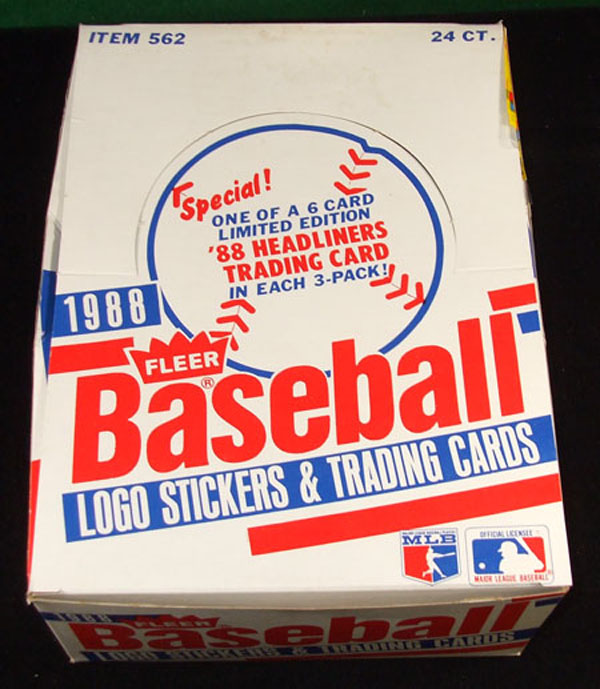 ITEM 562
24 CT.
Special!
ONE OF A 6 CARD
LIMITED EDITION
'88 HEADLINERS
TRADING CARD
IN EACH 3-PACK!
1988
FLEER
®
Baseball
LOGO STICKERS & TRADING CARDS
MLB
OFFICIAL LICENSEE
MAJOR LEAGUE BASEBALL
1988
FLEER
Baseball
LOGO STICKERS & TRADING CARDS